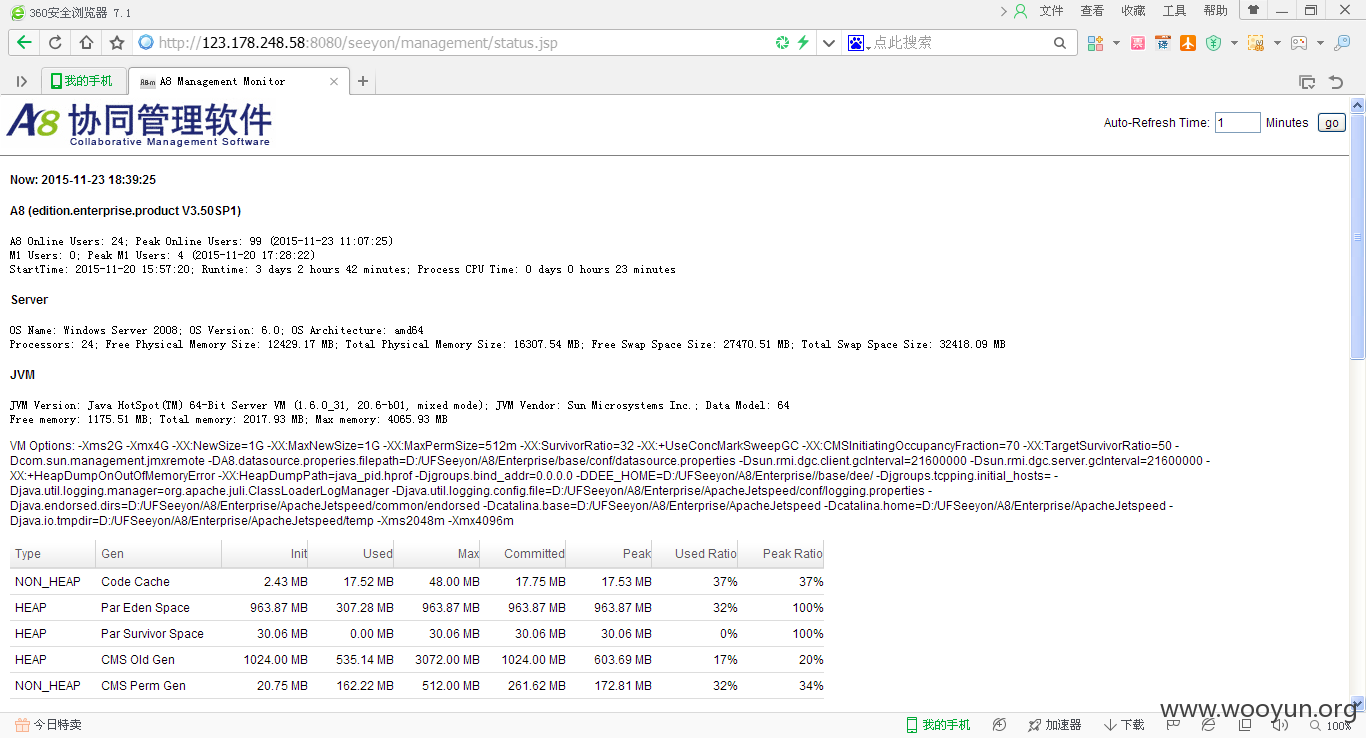 360安全浏览器 7.1
文件 查看 收藏 工具 帮助
http://123.178.248.58:8080/seeyon/management/status.jsp
点此搜索
我的手机
A8-m A8 Management Monitor
A8 协同管理软件
Collaborative Management Software
Auto-Refresh Time: 1 Minutes go
Now: 2015-11-23 18:39:25
A8 (edition.enterprise.product V3.50SP1)
A8 Online Users: 24; Peak Online Users: 99 (2015-11-23 11:07:25)
M1 Users: 0; Peak M1 Users: 4 (2015-11-20 17:28:22)
StartTime: 2015-11-20 15:57:20; Runtime: 3 days 2 hours 42 minutes; Process CPU Time: 0 days 0 hours 23 minutes
Server
OS Name: Windows Server 2008; OS Version: 6.0; OS Architecture: amd64
Processors: 24; Free Physical Memory Size: 12429.17 MB; Total Physical Memory Size: 16307.54 MB; Free Swap Space Size: 27470.51 MB; Total Swap Space Size: 32418.09 MB
JVM
JVM Version: Java HotSpot(TM) 64-Bit Server VM (1.6.0_31, 20.6-b01, mixed mode); JVM Vendor: Sun Microsystems Inc.; Data Model: 64
Free memory: 1175.51 MB; Total memory: 2017.93 MB; Max memory: 4065.93 MB
VM Options: -Xms2G -Xmx4G -XX:NewSize=1G -XX:MaxNewSize=1G -XX:MaxPermSize=512m -XX:SurvivorRatio=32 -XX:+UseConcMarkSweepGC -XX:CMSInitiatingOccupancyFraction=70 -XX:TargetSurvivorRatio=50 -
Dcom.sun.management.jmxremote -DA8.datasource.properies.filepath=D:/UFSeeyon/A8/Enterprise/base/conf/datasource.properties -Dsun.rmi.dgc.client.gcInterval=21600000 -Dsun.rmi.dgc.server.gcInterval=21600000 -
XX:+HeapDumpOnOutOfMemoryError -XX:HeapDumpPath=java_pid.hprof -Djgroups.bind_addr=0.0.0.0 -DDEE_HOME=D:/UFSeeyon/A8/Enterprise//base/dee/ -Djgroups.tcpping.initial_hosts= -
Djava.util.logging.manager=org.apache.juli.ClassLoaderLogManager -Djava.util.logging.config.file=D:/UFSeeyon/A8/Enterprise/ApacheJetspeed/conf/logging.properties -
Djava.endorsed.dirs=D:/UFSeeyon/A8/Enterprise/ApacheJetspeed/common/endorsed -Dcatalina.base=D:/UFSeeyon/A8/Enterprise/ApacheJetspeed -Dcatalina.home=D:/UFSeeyon/A8/Enterprise/ApacheJetspeed -
Djava.io.tmpdir=D:/UFSeeyon/A8/Enterprise/ApacheJetspeed/temp -Xms2048m -Xmx4096m
Type Gen Init Used Max Committed Peak Used Ratio Peak Ratio
NON_HEAP Code Cache 2.43 MB 17.52 MB 48.00 MB 17.75 MB 17.53 MB 37% 37%
HEAP Par Eden Space 963.87 MB 307.28 MB 963.87 MB 963.87 MB 963.87 MB 32% 100%
HEAP Par Survivor Space 30.06 MB 0.00 MB 30.06 MB 30.06 MB 30.06 MB 0% 100%
HEAP CMS Old Gen 1024.00 MB 535.14 MB 3072.00 MB 1024.00 MB 603.69 MB 17% 20%
NON_HEAP CMS Perm Gen 20.75 MB 162.22 MB 512.00 MB 261.62 MB 172.81 MB 32% 34%
www.wooyun.org
今日特卖 我的手机 加速器 下载 100%